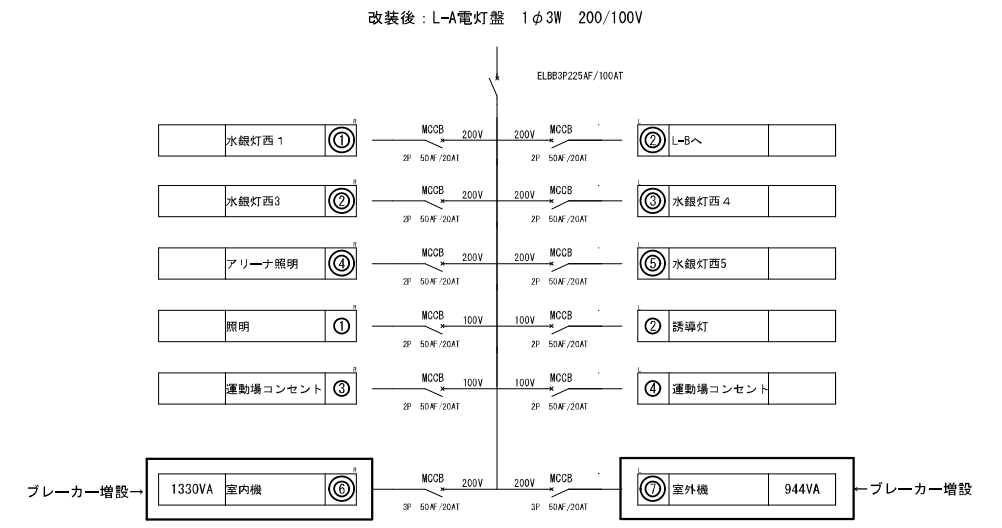 改装後：L-A電灯盤　1φ3W　200/100V
ELBB3P225AF/100AT
水銀灯西1 ① R MCCB 200V 200V MCCB L ② L-Bへ
2P 50AF/20AT 2P 50AF/20AT
水銀灯西3 ② R MCCB 200V 200V MCCB L ③ 水銀灯西4
2P 50AF/20AT 2P 50AF/20AT
アリーナ照明 ④ R MCCB 200V 200V MCCB L ⑤ 水銀灯西5
2P 50AF/20AT 2P 50AF/20AT
照明 ① R MCCB 100V 100V MCCB L ② 誘導灯
2P 50AF/20AT 2P 50AF/20AT
運動場コンセント ③ R MCCB 100V 100V MCCB L ④ 運動場コンセント
2P 50AF/20AT 2P 50AF/20AT
ブレーカー増設→ 1330VA 室内機 ⑥ R MCCB 200V 200V MCCB L ⑦ 室外機 944VA ←ブレーカー増設
3P 50AF/20AT 3P 50AF/20AT